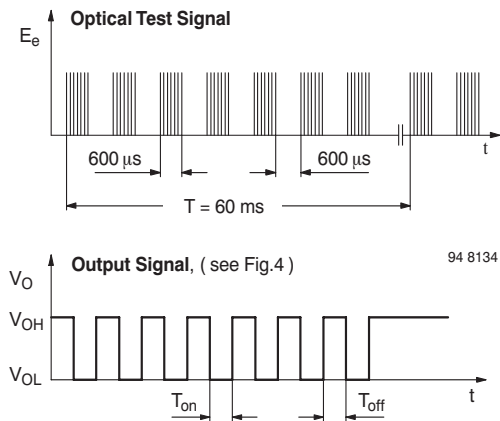 Optical Test Signal
Ee
t
600 μs
600 μs
T = 60 ms
94 8134
Output Signal, ( see Fig.4 )
VO
VOH
VOL
t
Ton
Toff